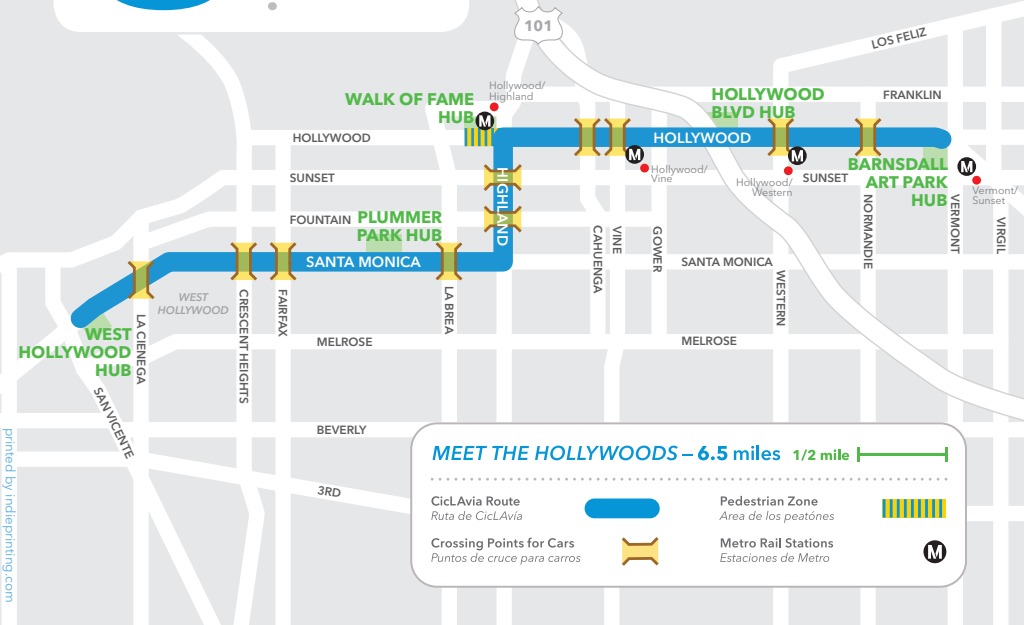 101
LOS FELIZ
Hollywood/
Highland
WALK OF FAME
HUB
M
HOLLYWOOD
BLVD HUB
FRANKLIN
HOLLYWOOD
HOLLYWOOD
M
Hollywood/
Vine
M
Hollywood/
Western
SUNSET
SUNSET
BARNSDALL
ART PARK
HUB
M
Vermont/
Sunset
HIGHLAND
FOUNTAIN
PLUMMER
PARK HUB
SANTA MONICA
SANTA MONICA
CAHUENGA
VINE
GOWER
WESTERN
NORMANDIE
VERMONT
VIRGIL
WEST
HOLLYWOOD
WEST
HOLLYWOOD
HUB
LA CIENEGA
CRESCENT HEIGHTS
FAIRFAX
LA BREA
MELROSE
MELROSE
SAN VICENTE
BEVERLY
3RD
printed by indieprinting.com
MEET THE HOLLYWOODS – 6.5 miles
1/2 mile
CicLAvia Route
Ruta de CicLAvía
Pedestrian Zone
Area de los peatónes
Crossing Points for Cars
Puntos de cruce para carros
Metro Rail Stations
Estaciones de Metro
M